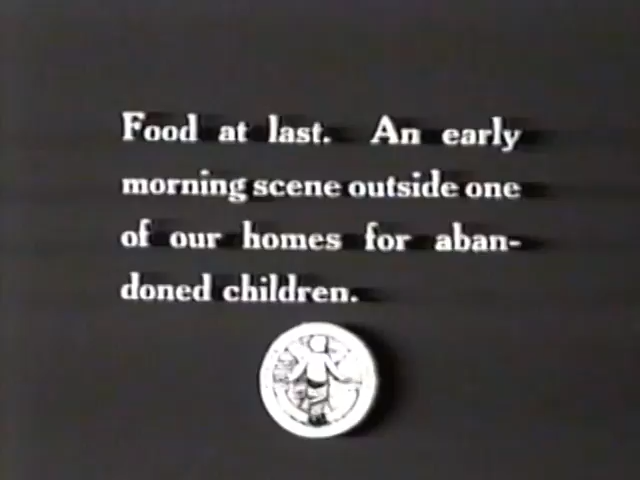 Food at last. An early
morning scene outside one
of our homes for aban-
doned children.